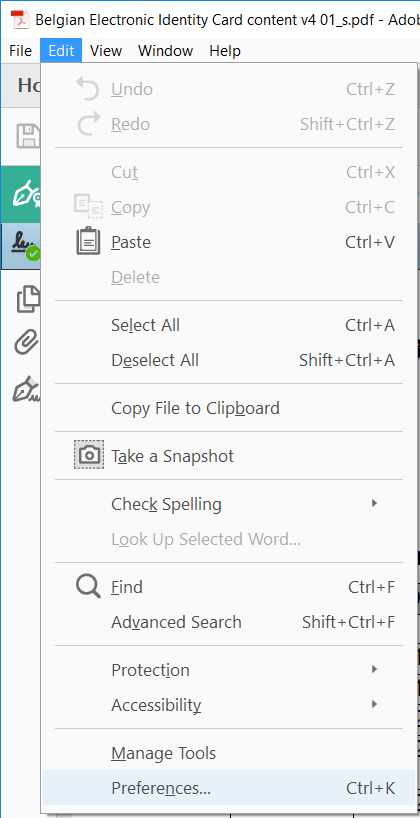 Belgian Electronic Identity Card content v4 01_s.pdf - Adob
File Edit View Window Help
Ho
Undo Ctrl+Z
Redo Shift+Ctrl+Z
Cut Ctrl+X
Copy Ctrl+C
Paste Ctrl+V
Delete
Select All Ctrl+A
Deselect All Shift+Ctrl+A
Copy File to Clipboard
Take a Snapshot
Check Spelling
Look Up Selected Word...
Find Ctrl+F
Advanced Search Shift+Ctrl+F
Protection
Accessibility
Manage Tools
Preferences... Ctrl+K